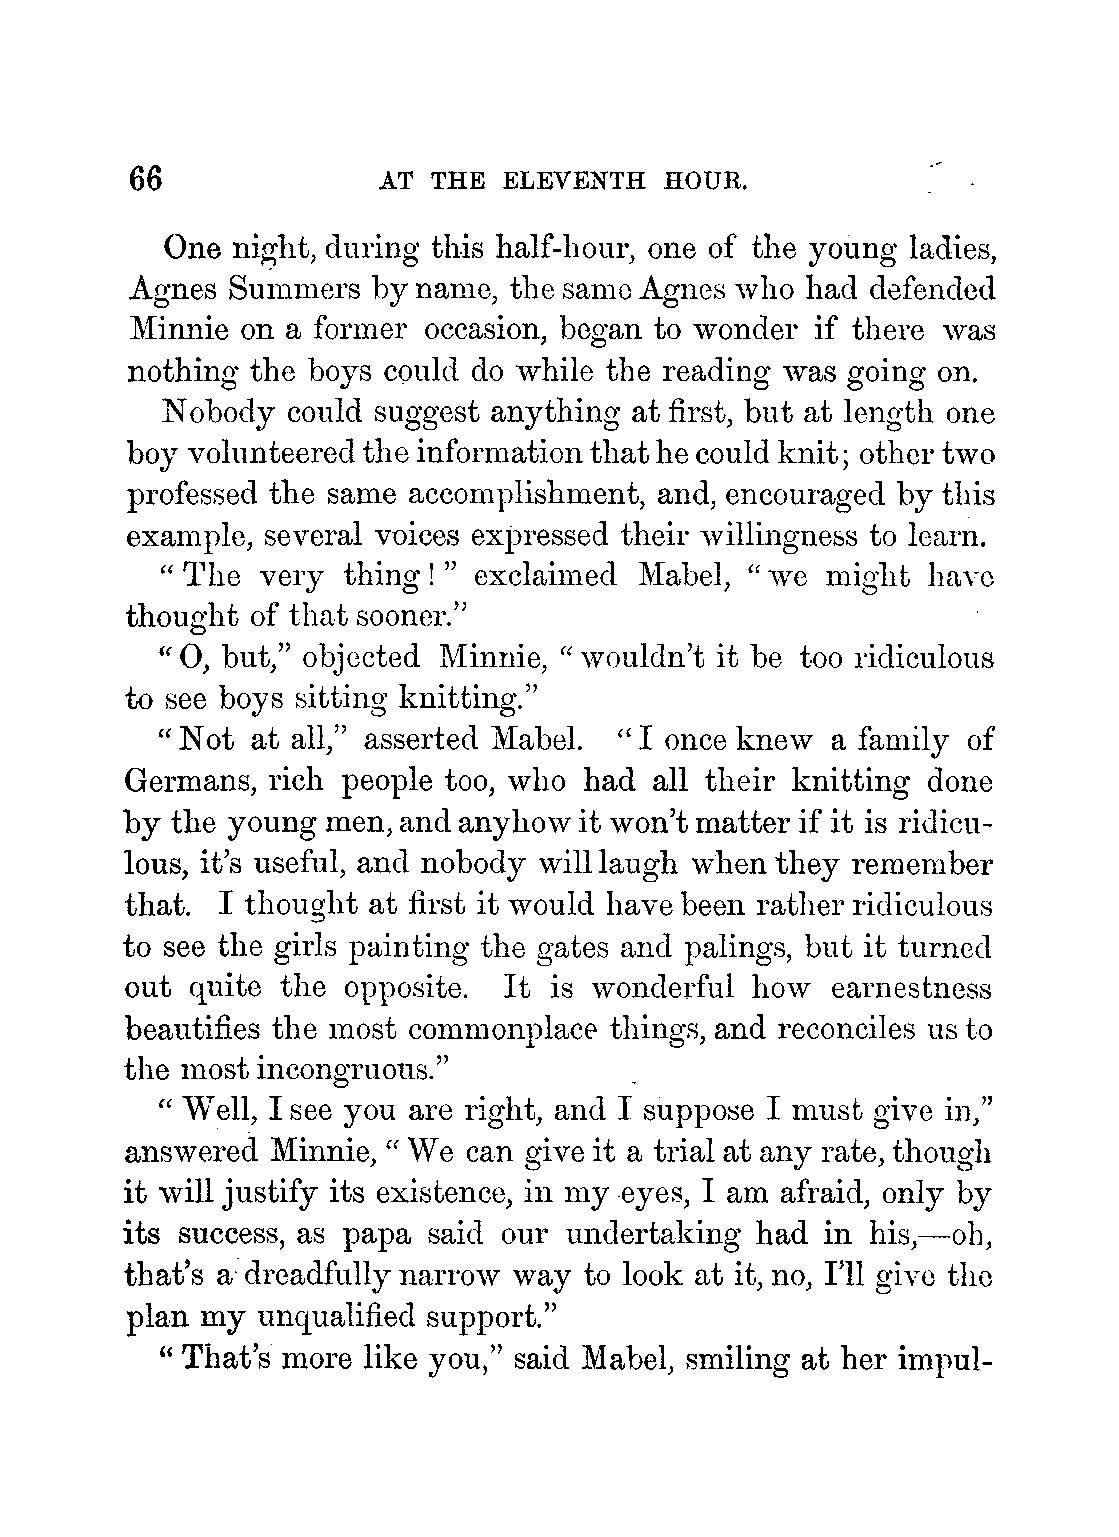 66 AT THE ELEVENTH HOUR.
One night, during this half-hour, one of the young ladies,
Agnes Summers by name, the same Agnes who had defended
Minnie on a former occasion, began to wonder if there was
nothing the boys could do while the reading was going on.
Nobody could suggest anything at first, but at length one
boy volunteered the information that he could knit; other two
professed the same accomplishment, and, encouraged by this
example, several voices expressed their willingness to learn.
“ The very thing! ” exclaimed Mabel, “ we might have
thought of that sooner.”
“ O, but,” objected Minnie, “ wouldn’t it be too ridiculous
to see boys sitting knitting.”
“ Not at all,” asserted Mabel. “ I once knew a family of
Germans, rich people too, who had all their knitting done
by the young men, and anyhow it won’t matter if it is ridicu-
lous, it’s useful, and nobody will laugh when they remember
that. I thought at first it would have been rather ridiculous
to see the girls painting the gates and palings, but it turned
out quite the opposite. It is wonderful how earnestness
beautifies the most commonplace things, and reconciles us to
the most incongruous.”
“ Well, I see you are right, and I suppose I must give in,”
answered Minnie, “ We can give it a trial at any rate, though
it will justify its existence, in my eyes, I am afraid, only by
its success, as papa said our undertaking had in his,—oh,
that’s a dreadfully narrow way to look at it, no, I’ll give the
plan my unqualified support.”
“ That’s more like you,” said Mabel, smiling at her impul-